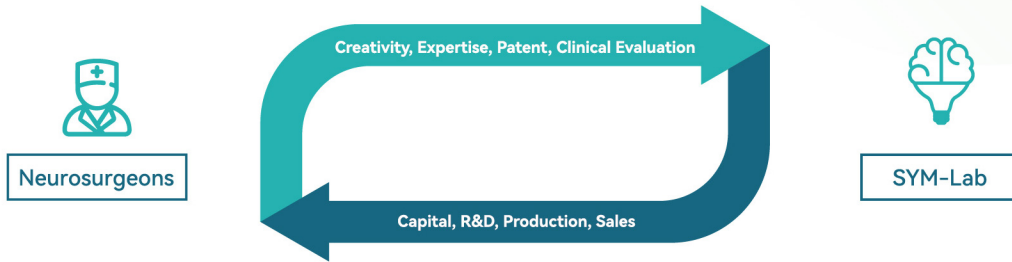 Creativity, Expertise, Patent, Clinical Evaluation
Neurosurgeons
SYM-Lab
Capital, R&D, Production, Sales